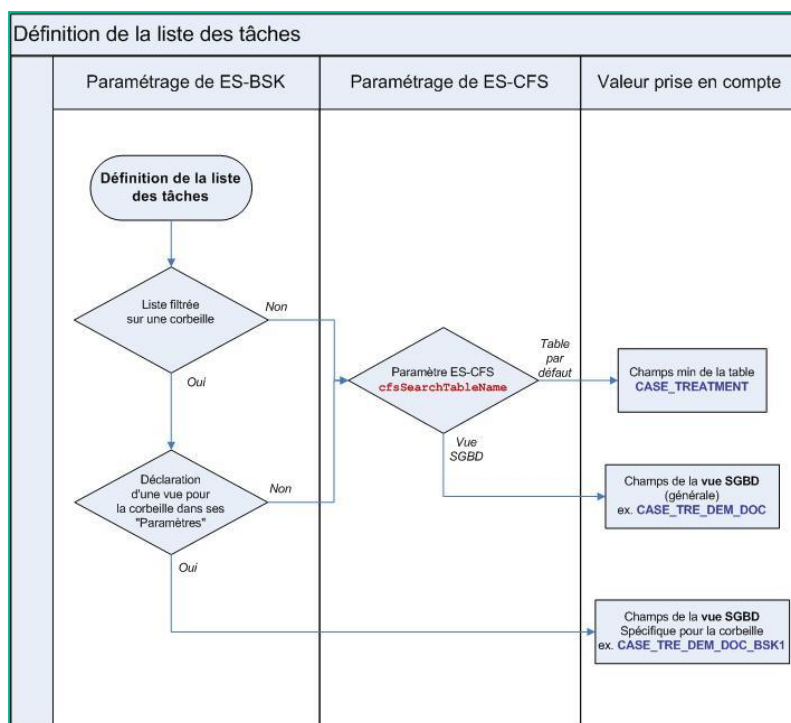 Définition de la liste des tâches
Paramétrage de ES-BSK
Paramétrage de ES-CFS
Valeur prise en compte
Définition de la liste
des tâches
Liste filtrée
sur une corbeille
Non
Oui
Paramètre ES-CFS
cfsSearchTableName
Table
par
défaut
Champs min de la table
CASE_TREATMENT
Vue
SGBD
Déclaration
d'une vue pour
la corbeille dans ses
"Paramètres"
Non
Oui
Champs de la vue SGBD
(générale)
ex. CASE_TRE_DEM_DOC
Champs de la vue SGBD
Spécifique pour la corbeille
ex. CASE_TRE_DEM_DOC_BSK1